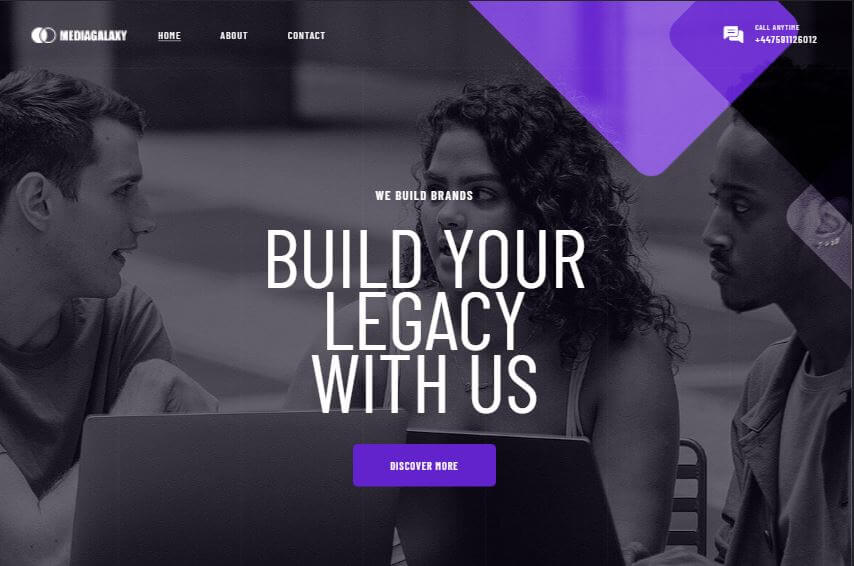 MEDIAGALAXY
HOME
ABOUT
CONTACT
CALL ANYTIME
+447581126012
WE BUILD BRANDS
BUILD YOUR
LEGACY
WITH US
DISCOVER MORE